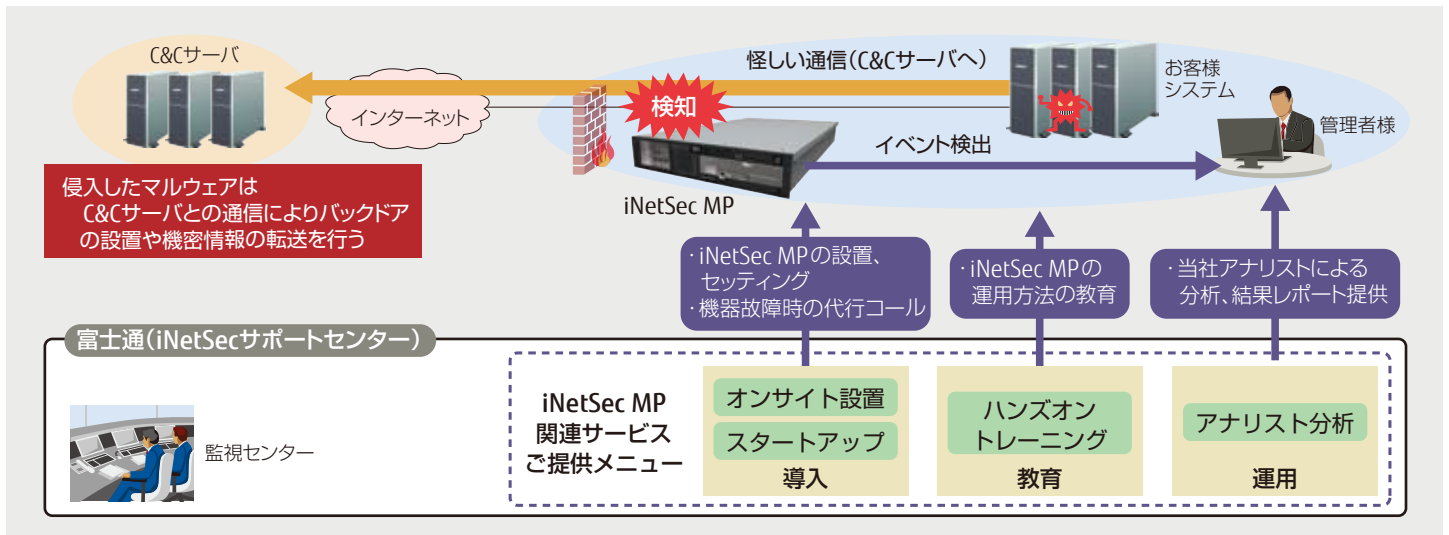 C&Cサーバ
インターネット
怪しい通信(C&Cサーバへ)
検知
お客様
システム
管理者様
イベント検出
iNetSec MP
侵入したマルウェアは
C&Cサーバとの通信によりバックドア
の設置や機密情報の転送を行う
・iNetSec MPの設置、
セッティング
・機器故障時の代行コール
・iNetSec MPの
運用方法の教育
・当社アナリストによる
分析、結果レポート提供
富士通(iNetSecサポートセンター)
監視センター
iNetSec MP
関連サービス
ご提供メニュー
オンサイト設置
スタートアップ
導入
ハンズオン
トレーニング
教育
アナリスト分析
運用